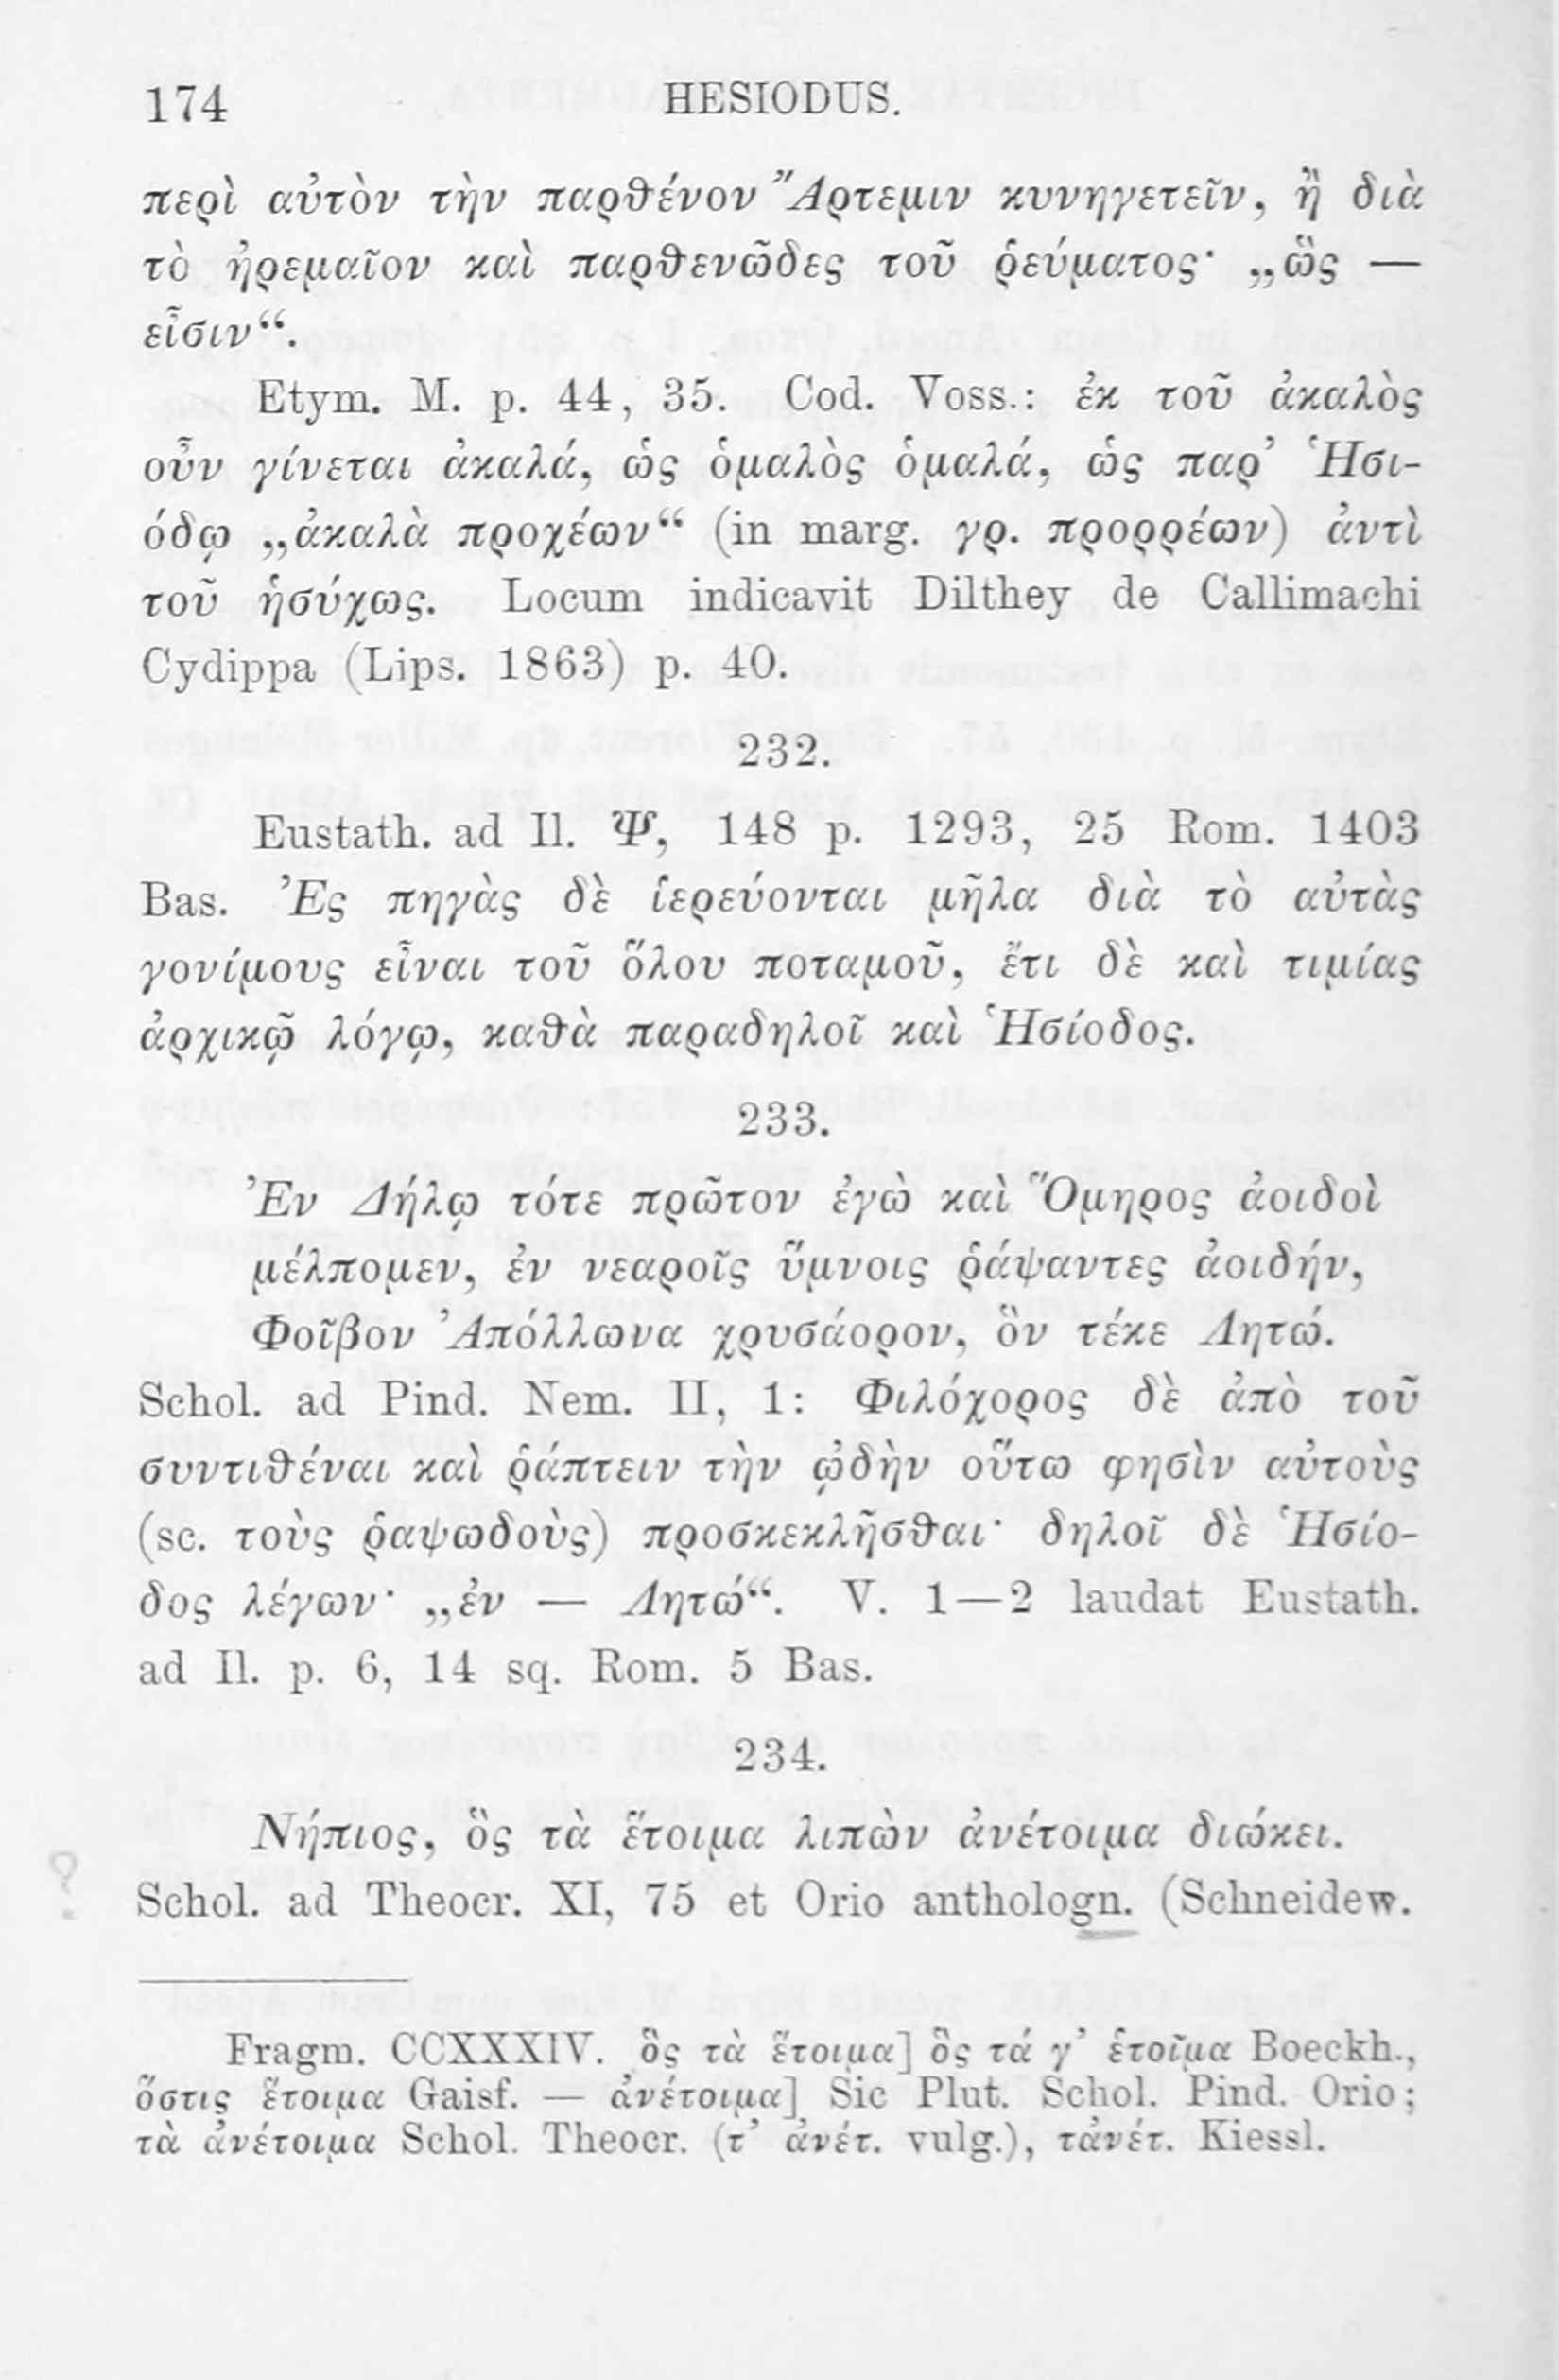 174 HESIODUS.
περὶ αὐτὸν τὴν παρθένον Ἄρτεμιν κυνηγετεῖν, ἢ διὰ
τὸ ἠρεμαῖον καὶ παρθενῶδες τοῦ ῥεύματος· „ὣς —
εἶσιν“.
Etym. M. p. 44, 35. Cod. Voss.: ἐκ τοῦ ἀκαλὸς
οὖν γίνεται ἀκαλά, ὡς ὁμαλὸς ὁμαλά, ὡς παρ’ Ἡσι-
όδῳ „ἀκαλὰ προχέων“ (in marg. γρ. προρρέων) ἀντὶ
τοῦ ἡσύχως. Locum indicavit Dilthey de Callimachi
Cydippa (Lips. 1863) p. 40.
232.
Eustath. ad Il. Ψ, 148 p. 1293, 25 Rom. 1403
Bas. Ἐς πηγὰς δὲ ἱερεύονται μῆλα διὰ τὸ αὐτὰς
γονίμους εἶναι τοῦ ὅλου ποταμοῦ, ἔτι δὲ καὶ τιμίας
ἀρχικῷ λόγῳ, καθὰ παραδηλοῖ καὶ Ἡσίοδος.
233.
Ἐν Δήλῳ τότε πρῶτον ἐγὼ καὶ Ὅμηρος ἀοιδοὶ
μέλπομεν, ἐν νεαροῖς ὕμνοις ῥάψαντες ἀοιδήν,
Φοῖβον Ἀπόλλωνα χρυσάορον, ὃν τέκε Λητώ.
Schol. ad Pind. Nem. II, 1: Φιλόχορος δὲ ἀπὸ τοῦ
συντιθέναι καὶ ῥάπτειν τὴν ᾠδὴν οὕτω φησὶν αὐτοὺς
(sc. τοὺς ῥαψωδοὺς) προσκεκλῆσθαι· δηλοῖ δὲ Ἡσίο-
δος λέγων· „ἐν — Λητώ“. V. 1—2 laudat Eustath.
ad Il. p. 6, 14 sq. Rom. 5 Bas.
234.
Νήπιος, ὃς τὰ ἕτοιμα λιπὼν ἀνέτοιμα διώκει.
?
Schol. ad Theocr. XI, 75 et Orio anthologn. (Schneidew.
Fragm. CCXXXIV. ὃς τὰ ἕτοιμα] ὃς τά γ’ ἑτοῖμα Boeckh.,
ὅστις ἕτοιμα Gaisf. — ἀνέτοιμα] Sic Plut. Schol. Pind. Orio;
τὰ ἀνέτοιμα Schol. Theocr. (τ’ ἀνέτ. vulg.), τἀνέτ. Kiessl.